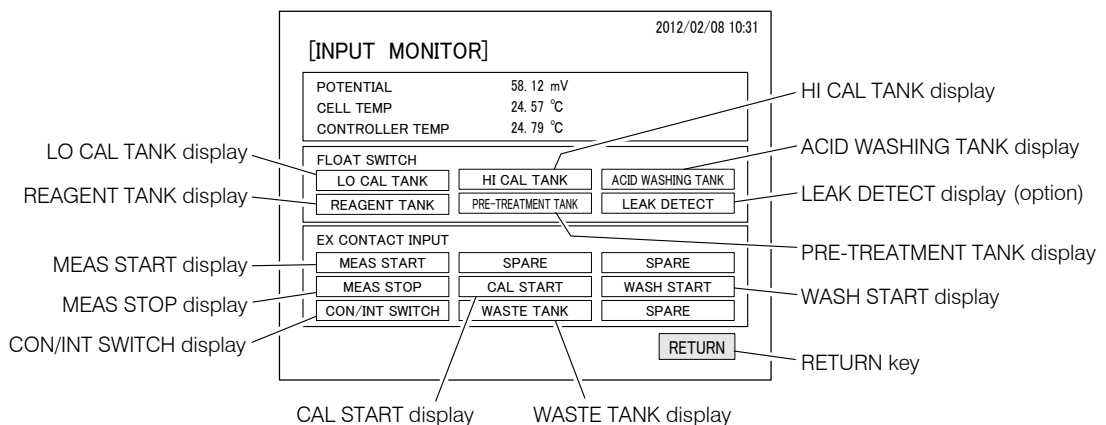 2012/02/08 10:31
[INPUT MONITOR]
POTENTIAL 58.12 mV
CELL TEMP 24.57 °C
CONTROLLER TEMP 24.79 °C
FLOAT SWITCH
LO CAL TANK HI CAL TANK ACID WASHING TANK
REAGENT TANK PRE-TREATMENT TANK LEAK DETECT
EX CONTACT INPUT
MEAS START SPARE SPARE
MEAS STOP CAL START WASH START
CON/INT SWITCH WASTE TANK SPARE
RETURN
LO CAL TANK display
REAGENT TANK display
MEAS START display
MEAS STOP display
CON/INT SWITCH display
HI CAL TANK display
ACID WASHING TANK display
LEAK DETECT display (option)
PRE-TREATMENT TANK display
WASH START display
RETURN key
CAL START display
WASTE TANK display